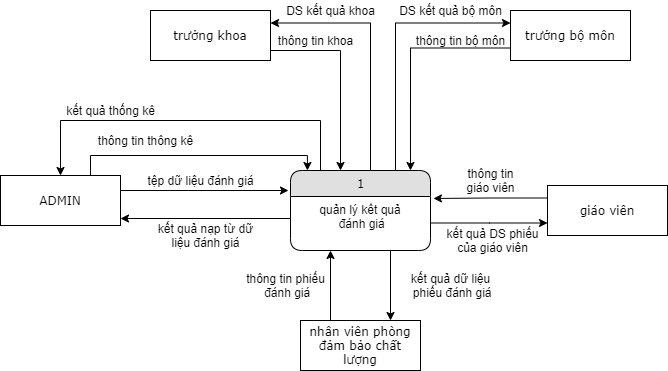 DS kết quả khoa
DS kết quả bộ môn
trưởng khoa
thông tin khoa
thông tin bộ môn
trưởng bộ môn
kết quả thống kê
thông tin thông kê
ADMIN
tệp dữ liệu đánh giá
kết quả nạp từ dữ
liệu đánh giá
1
quản lý kết quả
đánh giá
thông tin
giáo viên
giáo viên
kết quả DS phiếu
của giáo viên
thông tin phiếu
đánh giá
kết quả dữ liệu
phiếu đánh giá
nhân viên phòng
đảm bảo chất
lượng